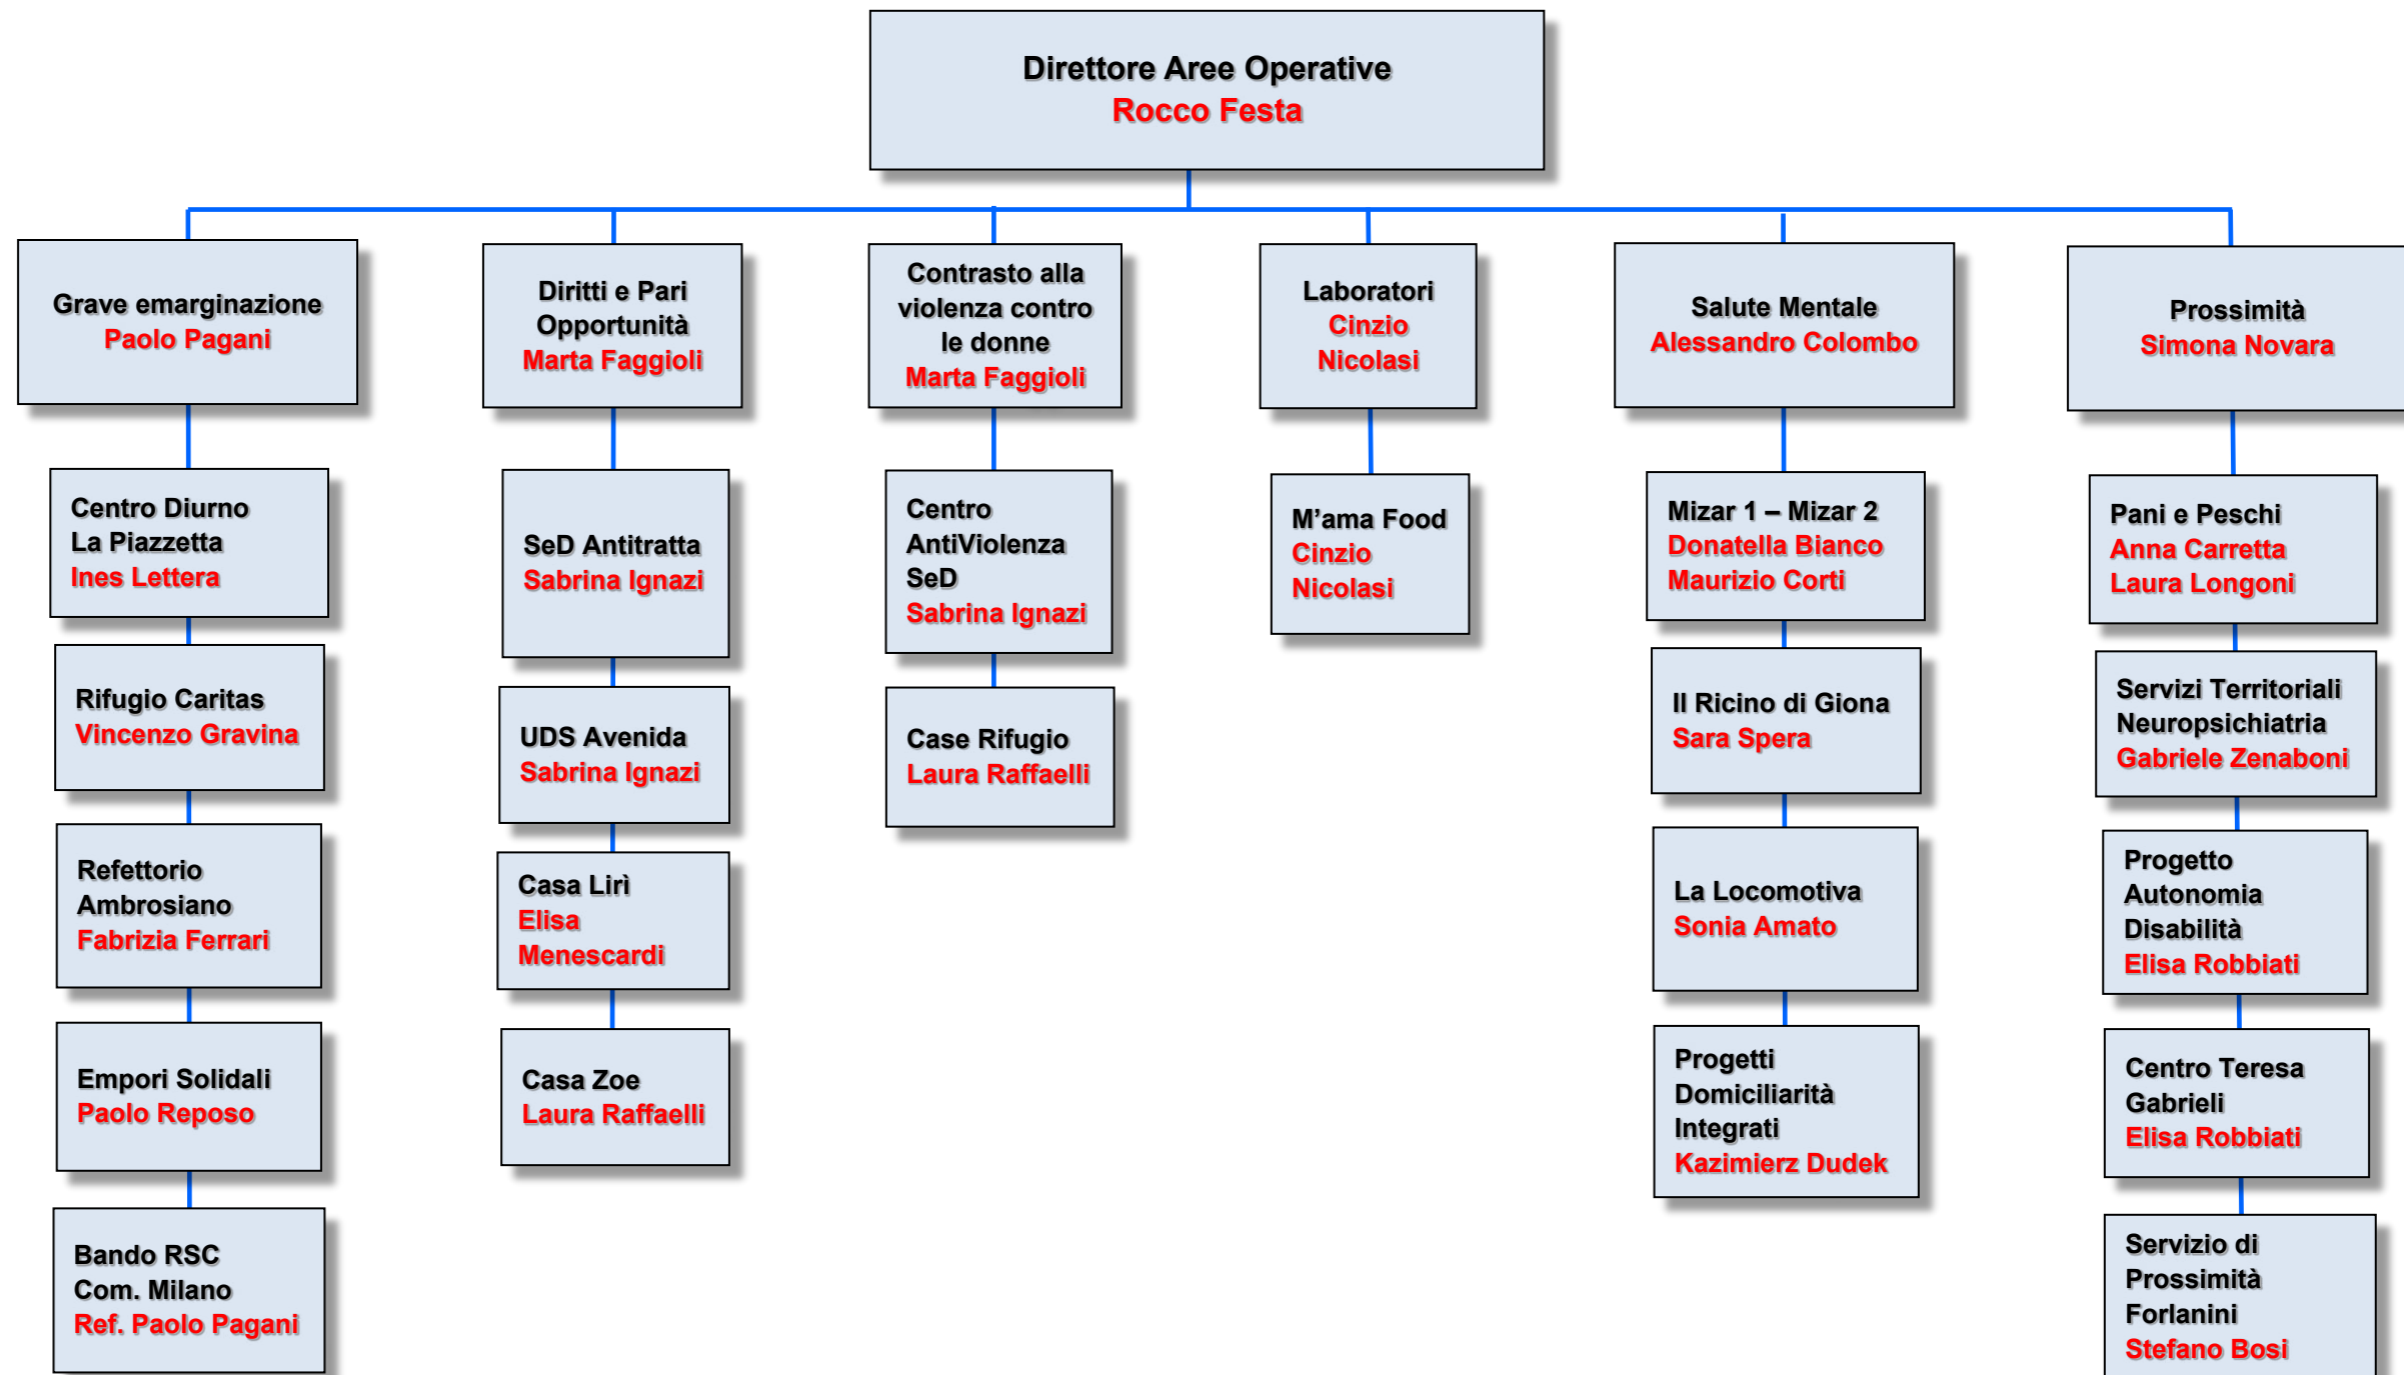 Direttore Aree Operative
Rocco Festa
Grave emarginazione
Paolo Pagani
Diritti e Pari
Opportunità
Marta Faggioli
Contrasto alla
violenza contro
le donne
Marta Faggioli
Laboratori
Cinzio
Nicolasi
Salute Mentale
Alessandro Colombo
Prossimità
Simona Novara
Centro Diurno
La Piazzetta
Ines Lettera
Rifugio Caritas
Vincenzo Gravina
Refettorio
Ambrosiano
Fabrizia Ferrari
Empori Solidali
Paolo Reposo
Bando RSC
Com. Milano
Ref. Paolo Pagani
SeD Antitratta
Sabrina Ignazi
UDS Avenida
Sabrina Ignazi
Casa Lirì
Elisa
Menescardi
Casa Zoe
Laura Raffaelli
Centro
AntiViolenza
SeD
Sabrina Ignazi
Case Rifugio
Laura Raffaelli
M’ama Food
Cinzio
Nicolasi
Mizar 1 – Mizar 2
Donatella Bianco
Maurizio Corti
Il Ricino di Giona
Sara Spera
La Locomotiva
Sonia Amato
Progetti
Domiciliarità
Integrati
Kazimierz Dudek
Pani e Peschi
Anna Carretta
Laura Longoni
Servizi Territoriali
Neuropsichiatria
Gabriele Zenaboni
Progetto
Autonomia
Disabilità
Elisa Robbiati
Centro Teresa
Gabrieli
Elisa Robbiati
Servizio di
Prossimità
Forlanini
Stefano Bosi